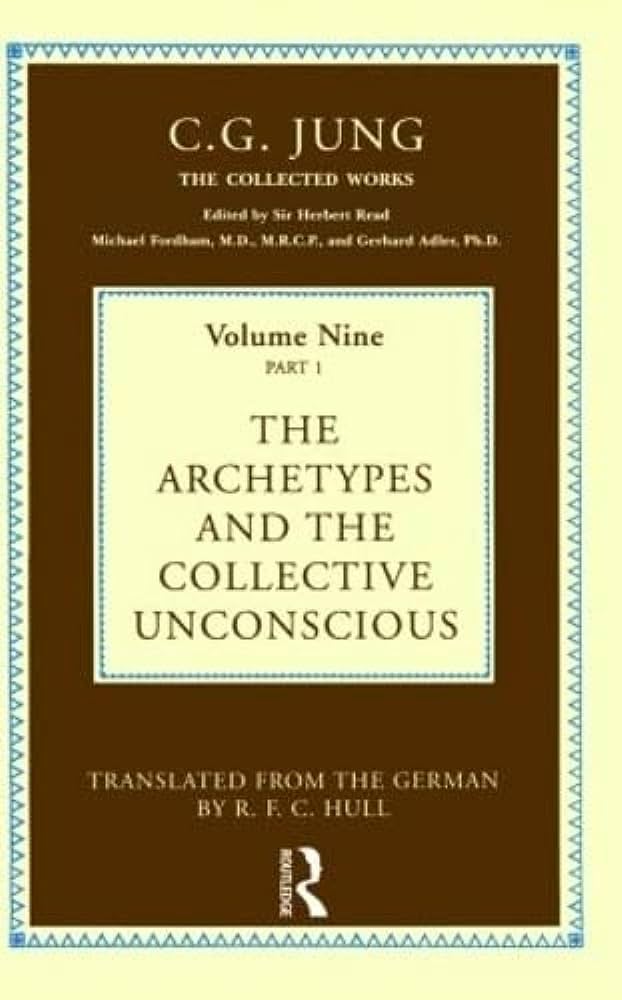 C.G. JUNG
THE COLLECTED WORKS
Edited by Sir Herbert Read
Michael Fordham, M.D., M.R.C.P., and Gerhard Adler, Ph.D.
Volume Nine
PART 1
THE
ARCHETYPES
AND THE
COLLECTIVE
UNCONSCIOUS
TRANSLATED FROM THE GERMAN
BY R. F. C. HULL
ROUTLEDGE